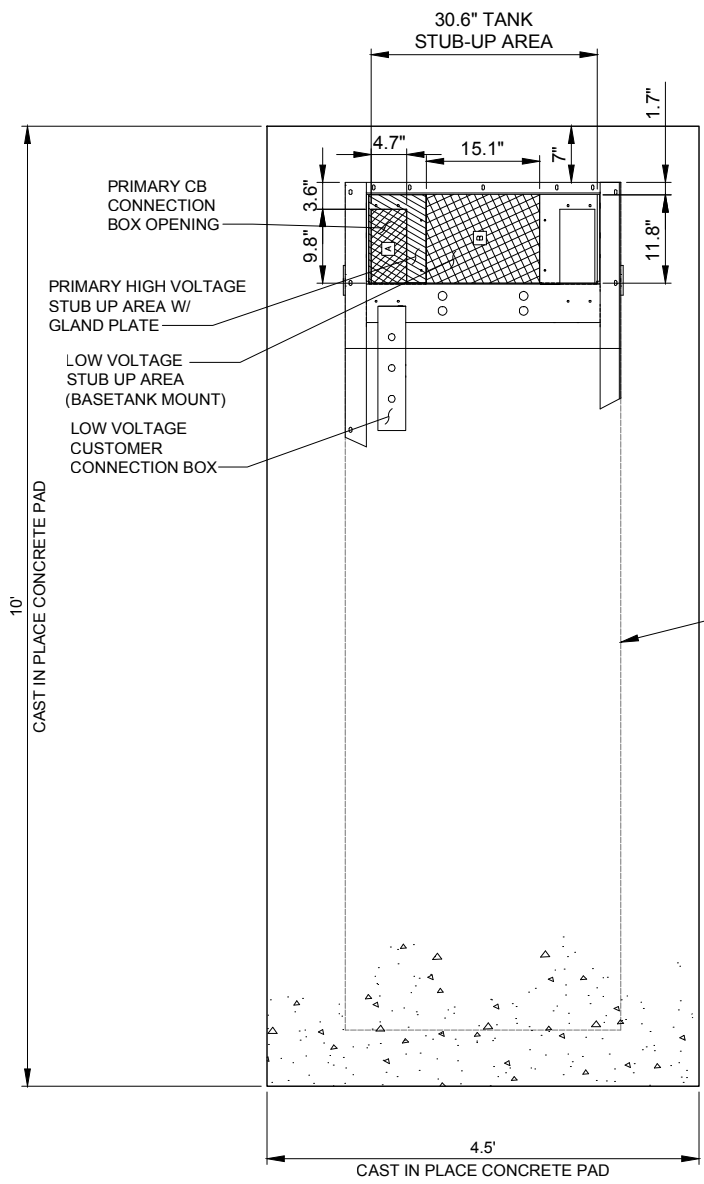 30.6" TANK
STUB-UP AREA
1.7"
4.7"
15.1"
7"
3.6"
9.8"
11.8"
PRIMARY CB
CONNECTION
BOX OPENING
A
B
PRIMARY HIGH VOLTAGE
STUB UP AREA W/
GLAND PLATE
LOW VOLTAGE
STUB UP AREA
(BASETANK MOUNT)
LOW VOLTAGE
CUSTOMER
CONNECTION BOX
10'
CAST IN PLACE CONCRETE PAD
4.5'
CAST IN PLACE CONCRETE PAD